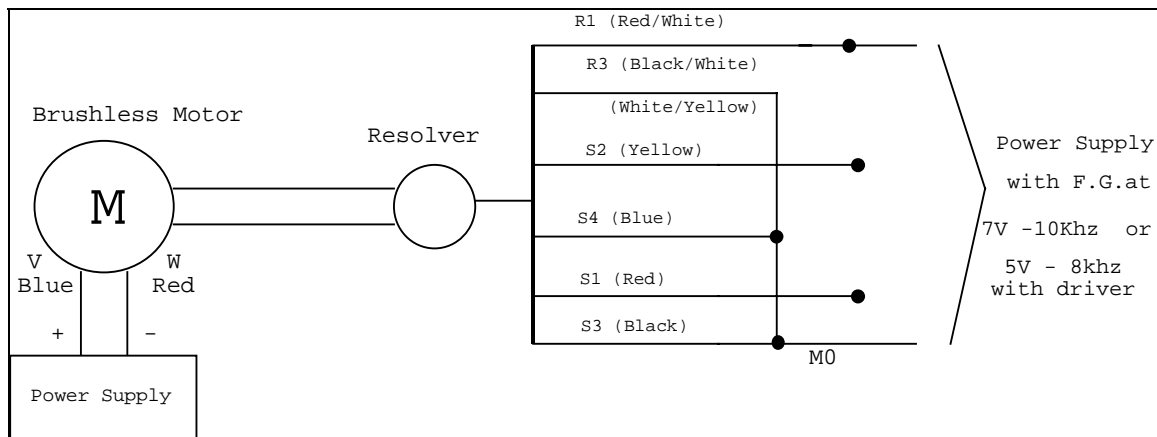 R1 (Red/White)
R3 (Black/White)
(White/Yellow)
S2 (Yellow)
S4 (Blue)
S1 (Red)
S3 (Black)
M0
Brushless Motor
Resolver
M
V
Blue
W
Red
+
-
Power Supply
Power Supply
with F.G.at
7V -10Khz or
5V - 8khz
with driver